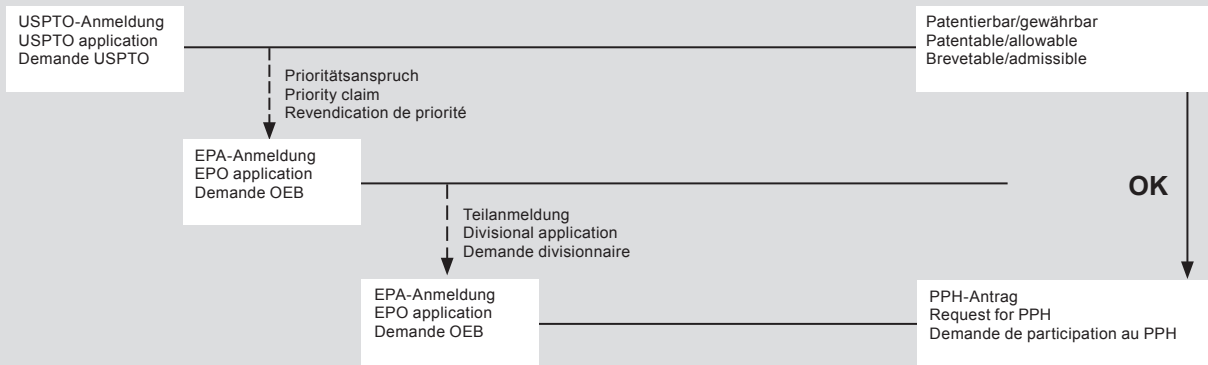 USPTO-Anmeldung
USPTO application
Demande USPTO
Patentierbar/gewährbar
Patentable/allowable
Brevetable/admissible
Prioritätsanspruch
Priority claim
Revendication de priorité
EPA-Anmeldung
EPO application
Demande OEB
OK
Teilanmeldung
Divisional application
Demande divisionnaire
EPA-Anmeldung
EPO application
Demande OEB
PPH-Antrag
Request for PPH
Demande de participation au PPH